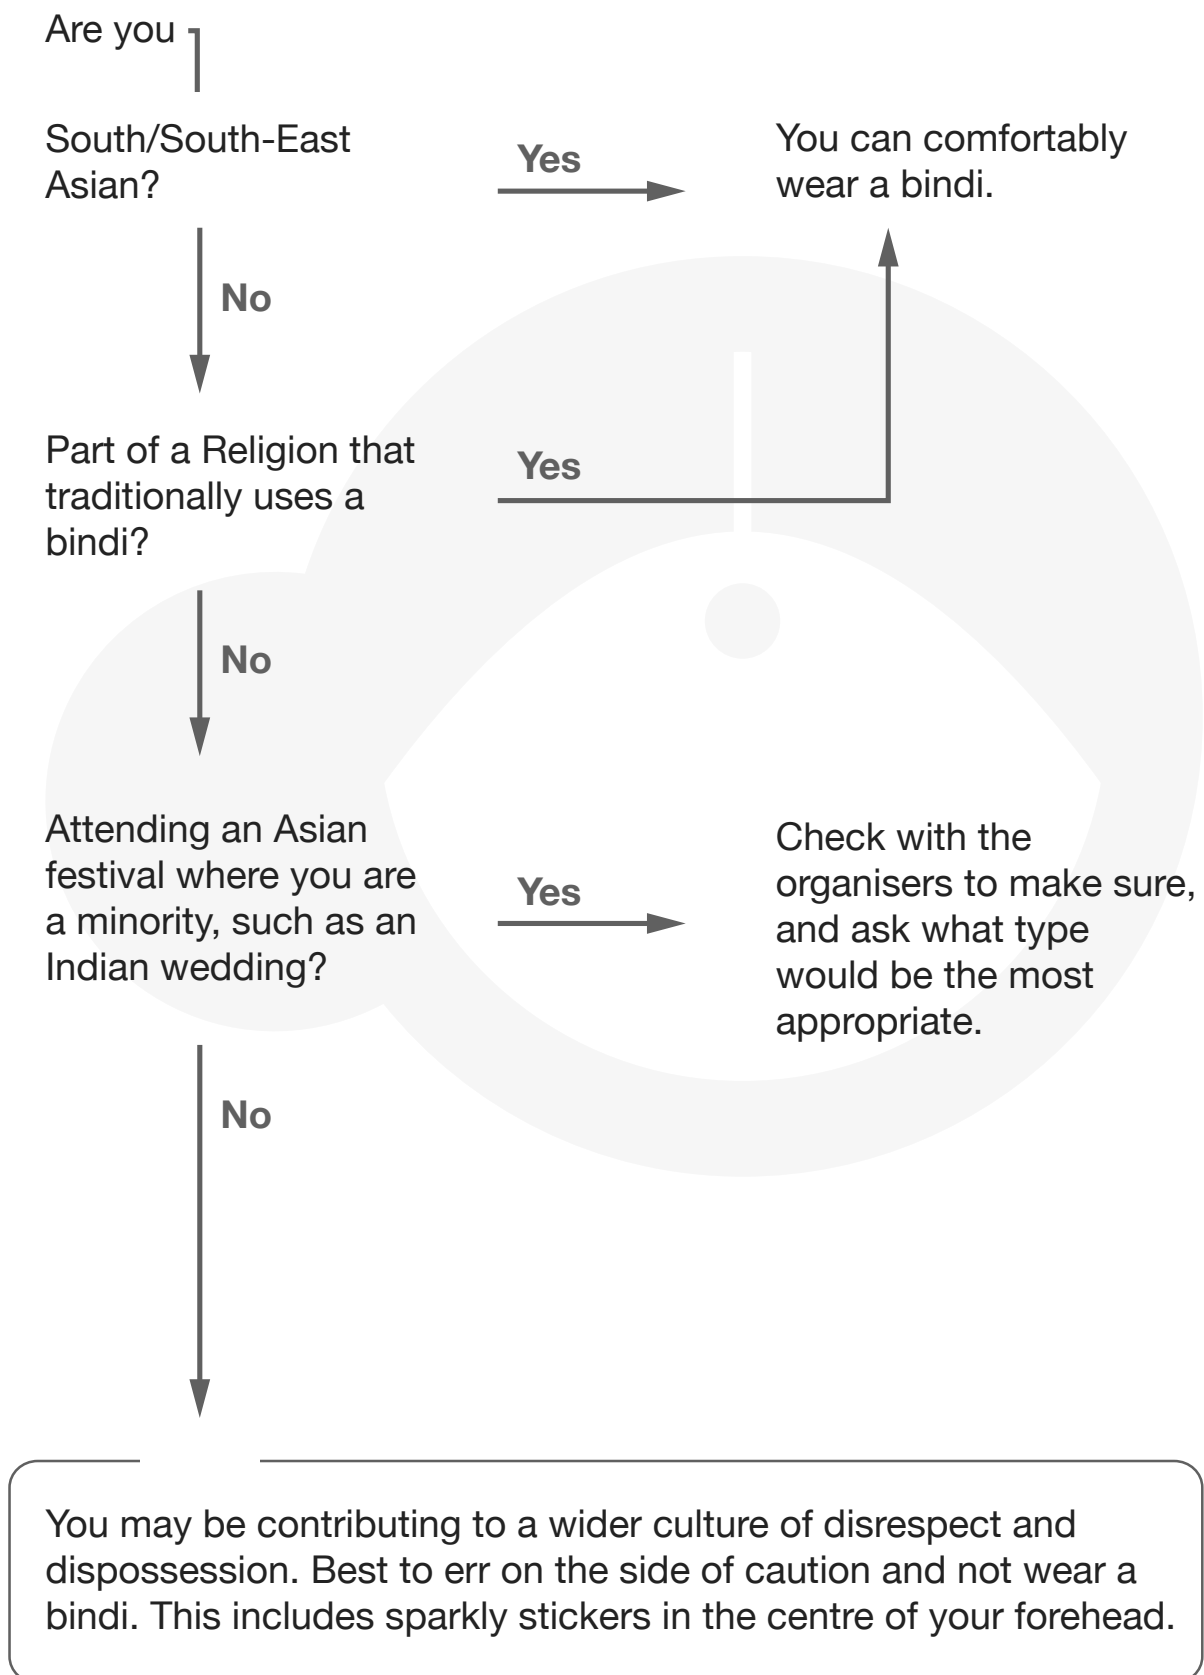 Are you
South/South-East
Asian?
Yes
You can comfortably
wear a bindi.
No
Part of a Religion that
traditionally uses a
bindi?
Yes
No
Attending an Asian
festival where you are
a minority, such as an
Indian wedding?
Yes
Check with the
organisers to make sure,
and ask what type
would be the most
appropriate.
No
You may be contributing to a wider culture of disrespect and
dispossession. Best to err on the side of caution and not wear a
bindi. This includes sparkly stickers in the centre of your forehead.